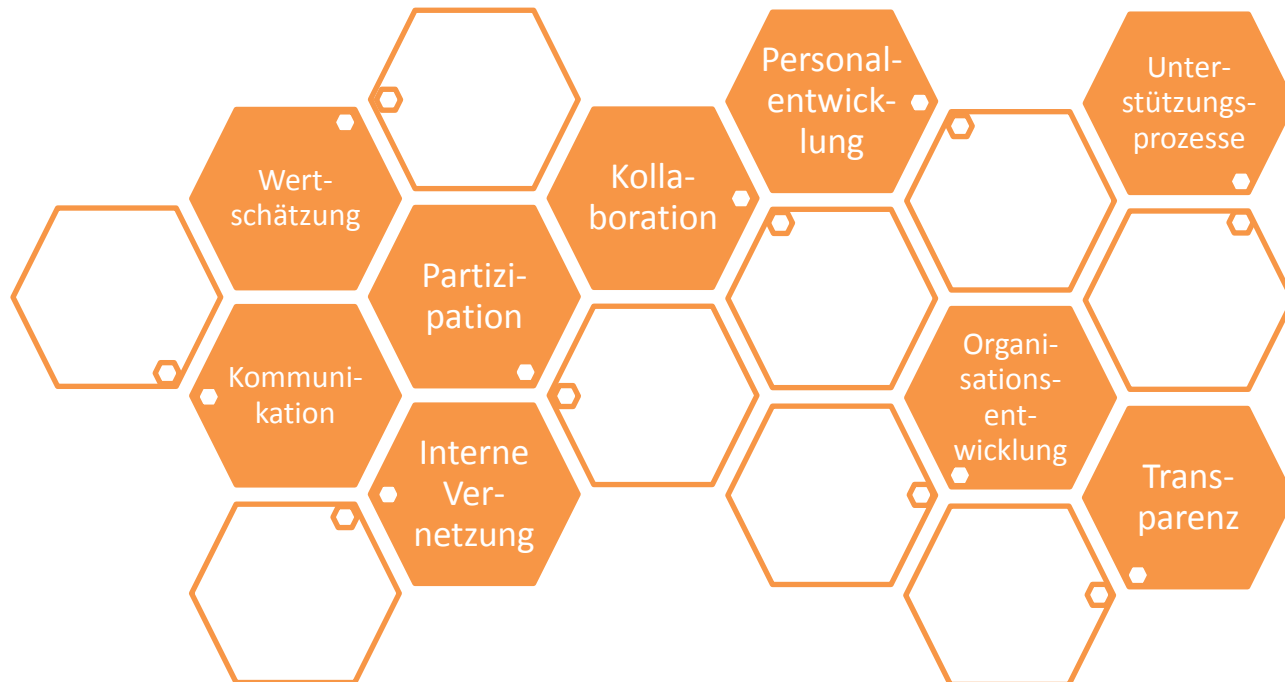 Wert-
schätzung
Kommuni-
kation
Partizi-
pation
Interne
Ver-
netzung
Kolla-
boration
Personal-
entwick-
lung
Organi-
sations-
ent-
wicklung
Unter-
stützungs-
prozesse
Trans-
parenz